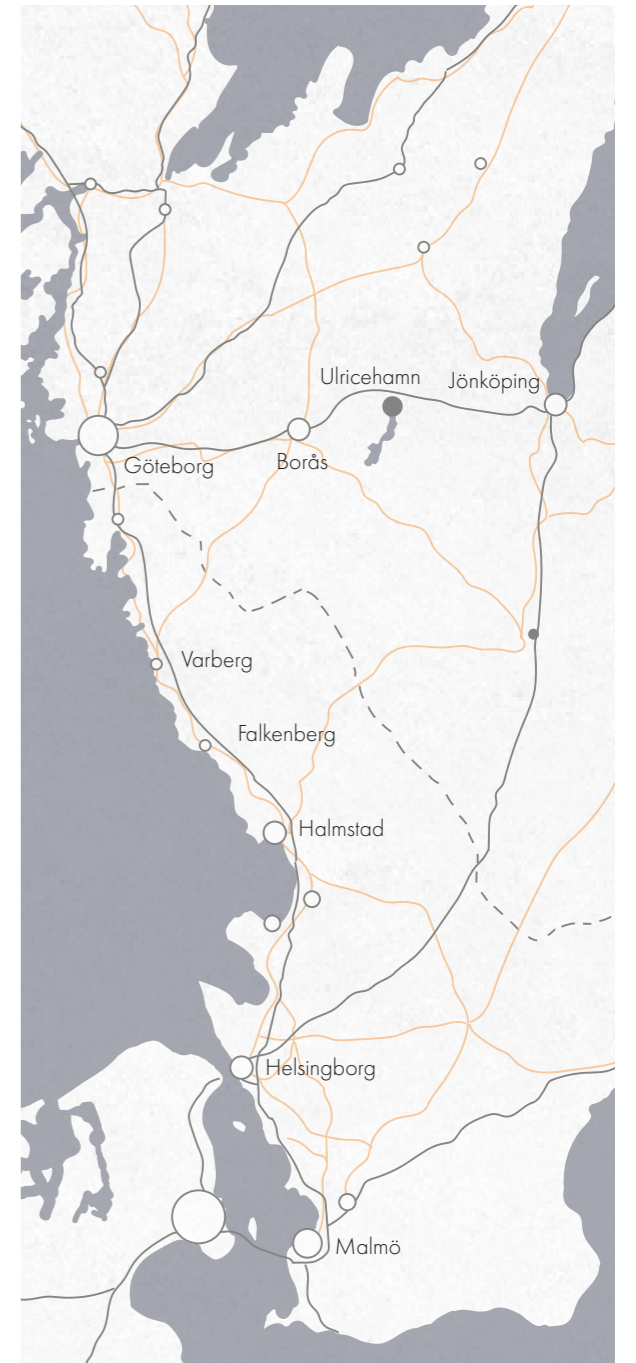 Ulricehamn
Jönköping
Göteborg
Borås
Varberg
Falkenberg
Halmstad
Helsingborg
Malmö